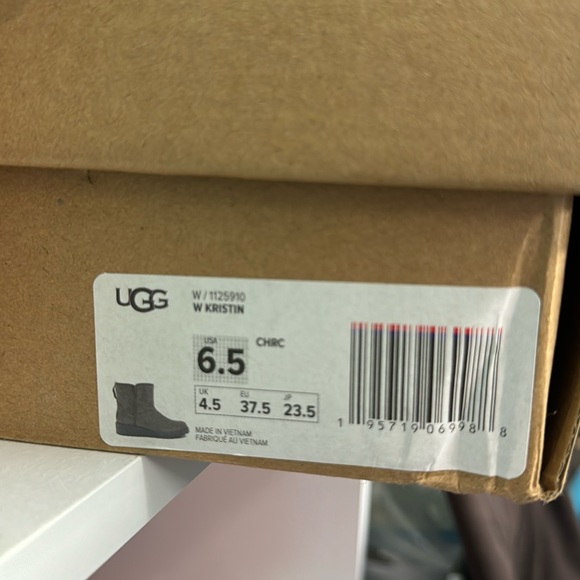 UGG
W / 1125910
W KRISTIN
USA
6.5
CHRC
UK EU JP
4.5 37.5 23.5
MADE IN VIETNAM
FABRIQUÉ AU VIETNAM
1 95719 06998 8